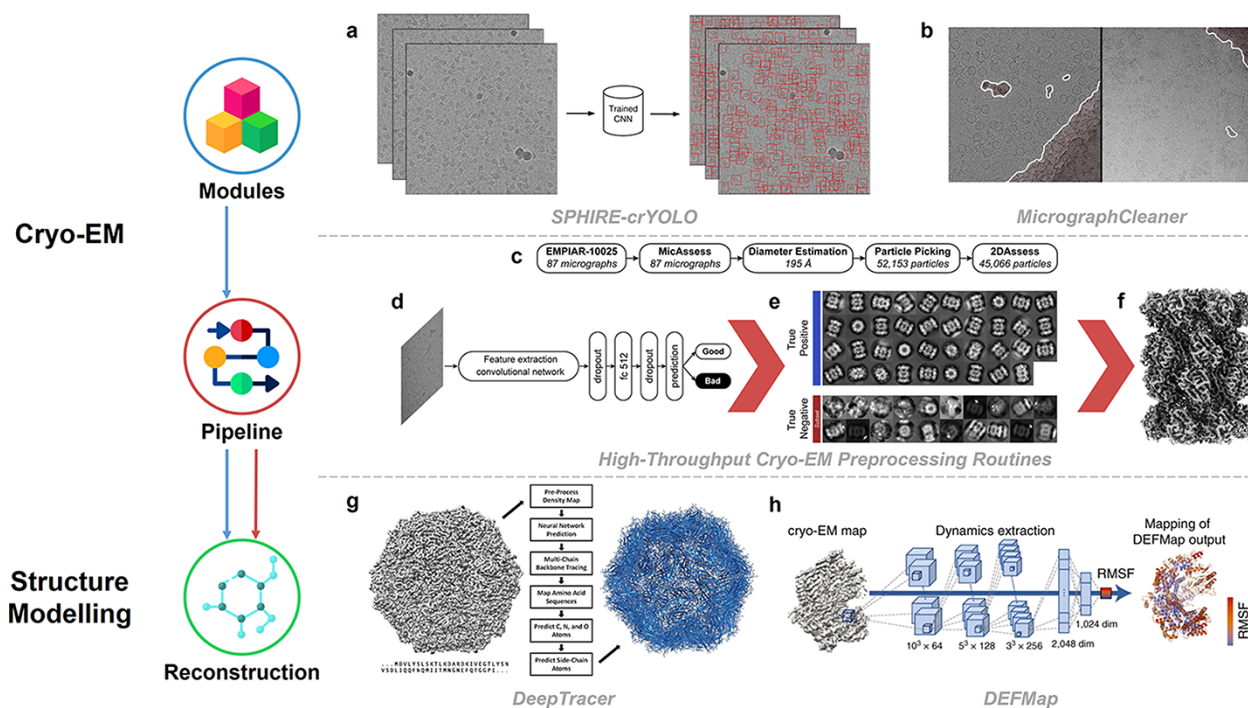 Modules
Cryo-EM
Pipeline
Structure
Modelling
Reconstruction
a
Trained
CNN
SPHIRE-crYOLO
b
MicrographCleaner
c
EMPIAR-10025
87 micrographs
MicAssess
87 micrographs
Diameter Estimation
195 Å
Particle Picking
52,153 particles
2DAssess
45,066 particles
d
Feature extraction
convolutional network
dropout
fc 512
dropout
prediction
Good
Bad
e
True
Positive
True
Negative
f
High-Throughput Cryo-EM Preprocessing Routines
g
...MDVLYSLSKTLKDARDKIVEGTLYSN
VSDLIQQFNQMIITMNGNEFQTGGPI...
Pre-Process
Density Map
Neural Network
Prediction
Multi-Chain
Backbone Tracing
Map Amino Acid
Sequences
Predict C, N, and O
Atoms
Predict Side-Chain
Atoms
DeepTracer
h
cryo-EM map
Dynamics extraction
10³ × 64
5³ × 128
3³ × 256
2,048 dim
1,024 dim
RMSF
Mapping of
DEFMap output
RMSF
DEFMap